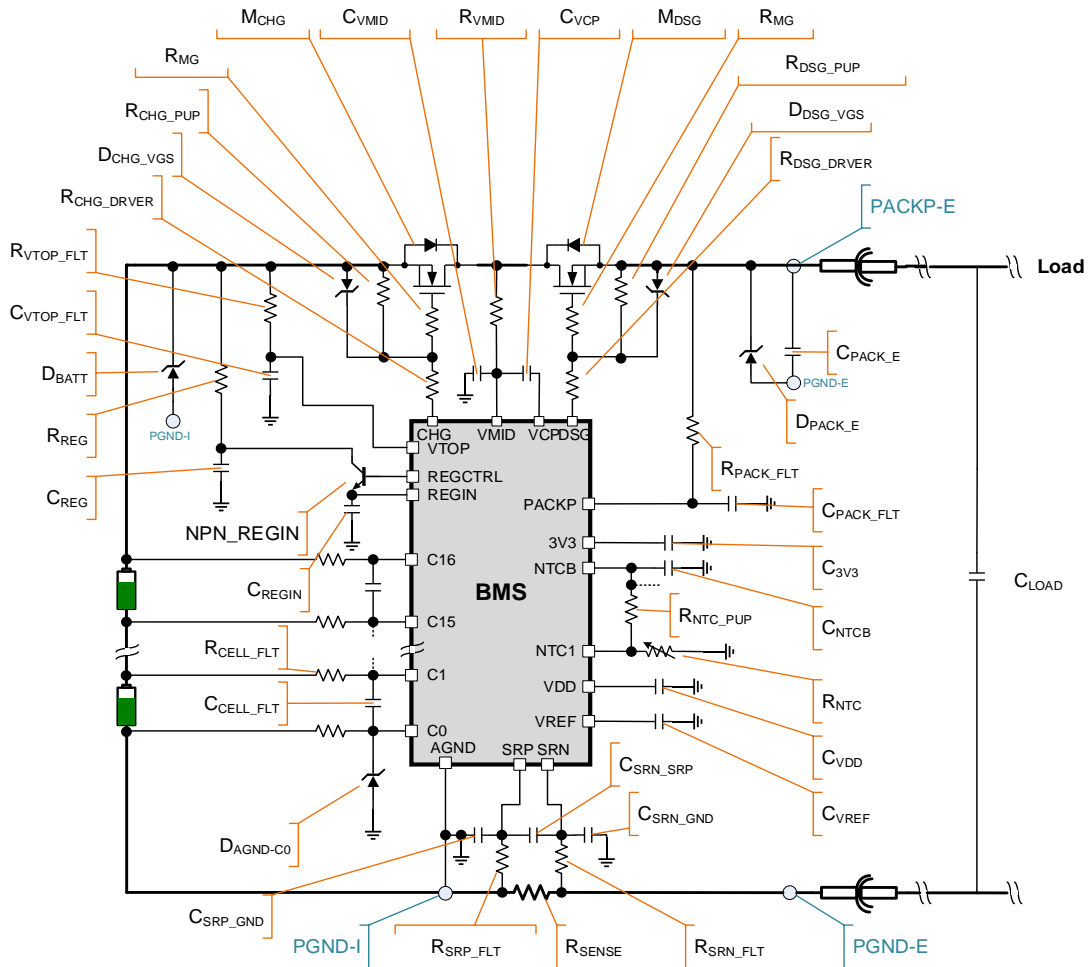 MCHG
CVMID
RVMID
CVCP
MDSG
RMG
RMG
RDSG_PUP
RCHG_PUP
DDSG_VGS
DCHG_VGS
RDSG_DRVER
RCHG_DRVER
PACKP-E
RVTOP_FLT
Load
CVTOP_FLT
CPACK_E
DBATT
PGND-E
PGND-I
DPACK_E
RREG
CHG
VMID
VCP
DSG
VTOP
RPACK_FLT
CREG
REGCTRL
REGIN
PACKP
CPACK_FLT
NPN_REGIN
3V3
C16
NTCB
C3V3
CREGIN
BMS
CLOAD
RNTC_PUP
C15
CNTCB
RCELL_FLT
NTC1
C1
VDD
RNTC
CCELL_FLT
C0
VREF
AGND
SRP
SRN
CVDD
CSRN_SRP
CSRN_GND
CVREF
DAGND-C0
CSRP_GND
PGND-I
RSRP_FLT
RSENSE
RSRN_FLT
PGND-E